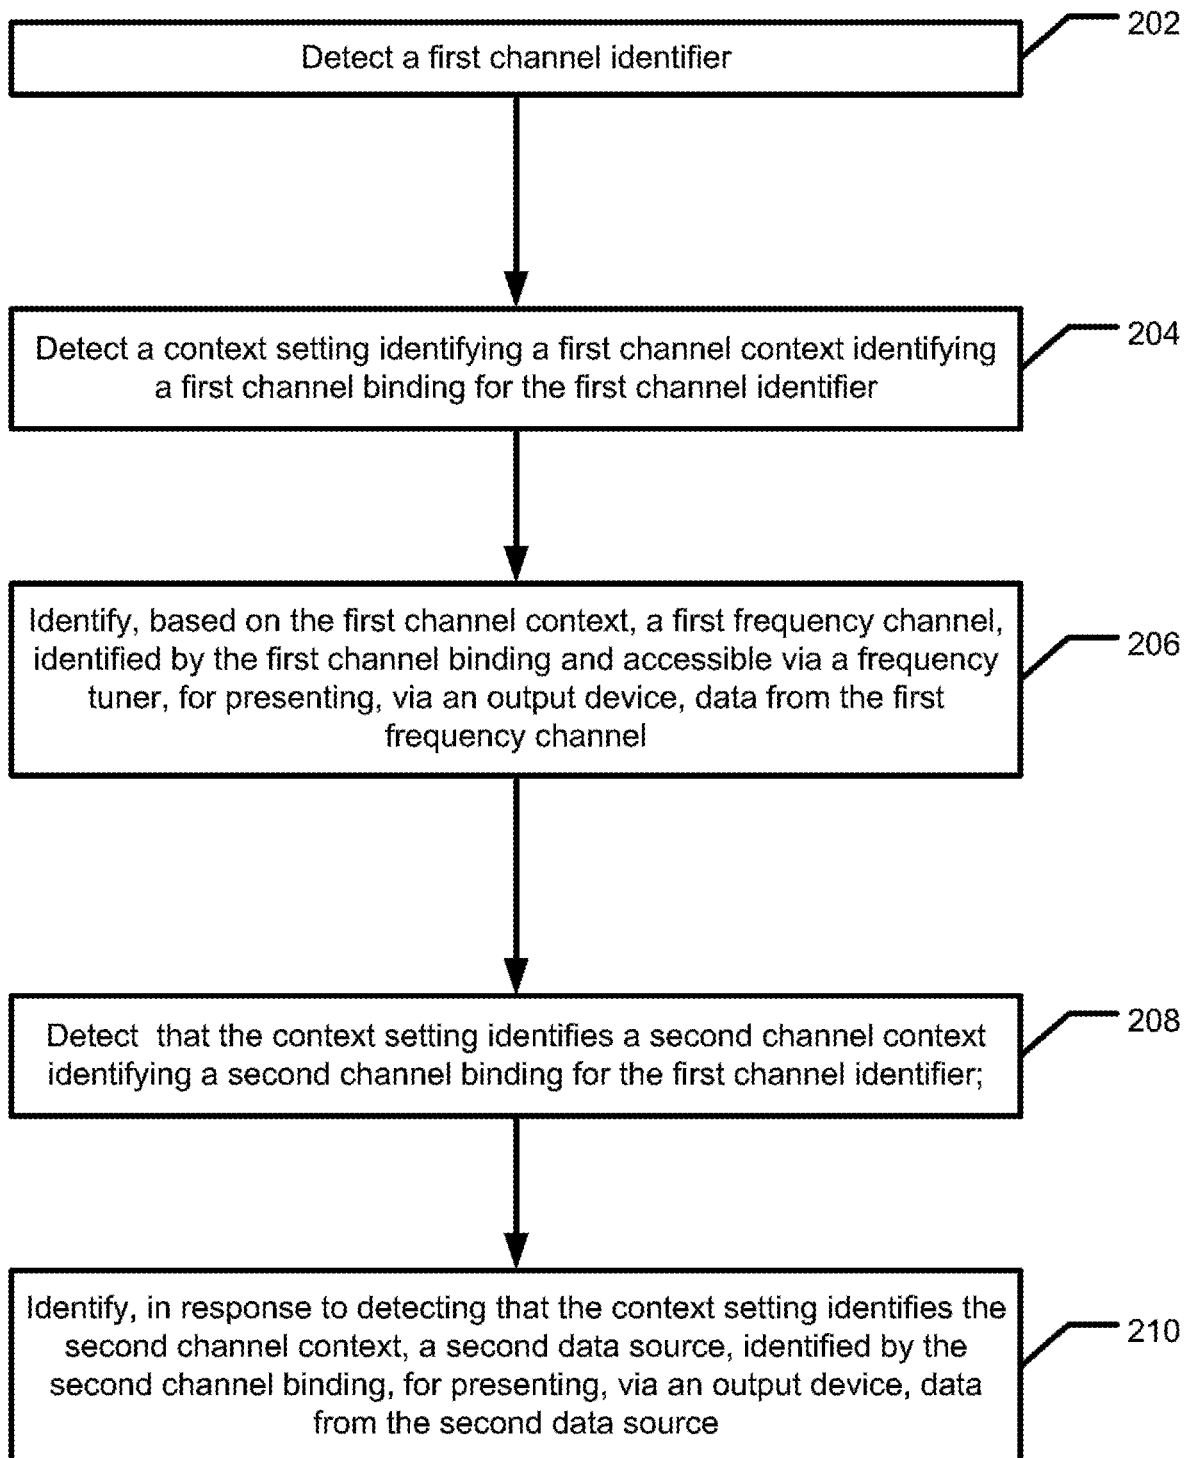 202
Detect a first channel identifier
204
Detect a context setting identifying a first channel context identifying
a first channel binding for the first channel identifier
206
Identify, based on the first channel context, a first frequency channel,
identified by the first channel binding and accessible via a frequency
tuner, for presenting, via an output device, data from the first
frequency channel
208
Detect  that the context setting identifies a second channel context
identifying a second channel binding for the first channel identifier;
210
Identify, in response to detecting that the context setting identifies the
second channel context, a second data source, identified by the
second channel binding, for presenting, via an output device, data
from the second data source